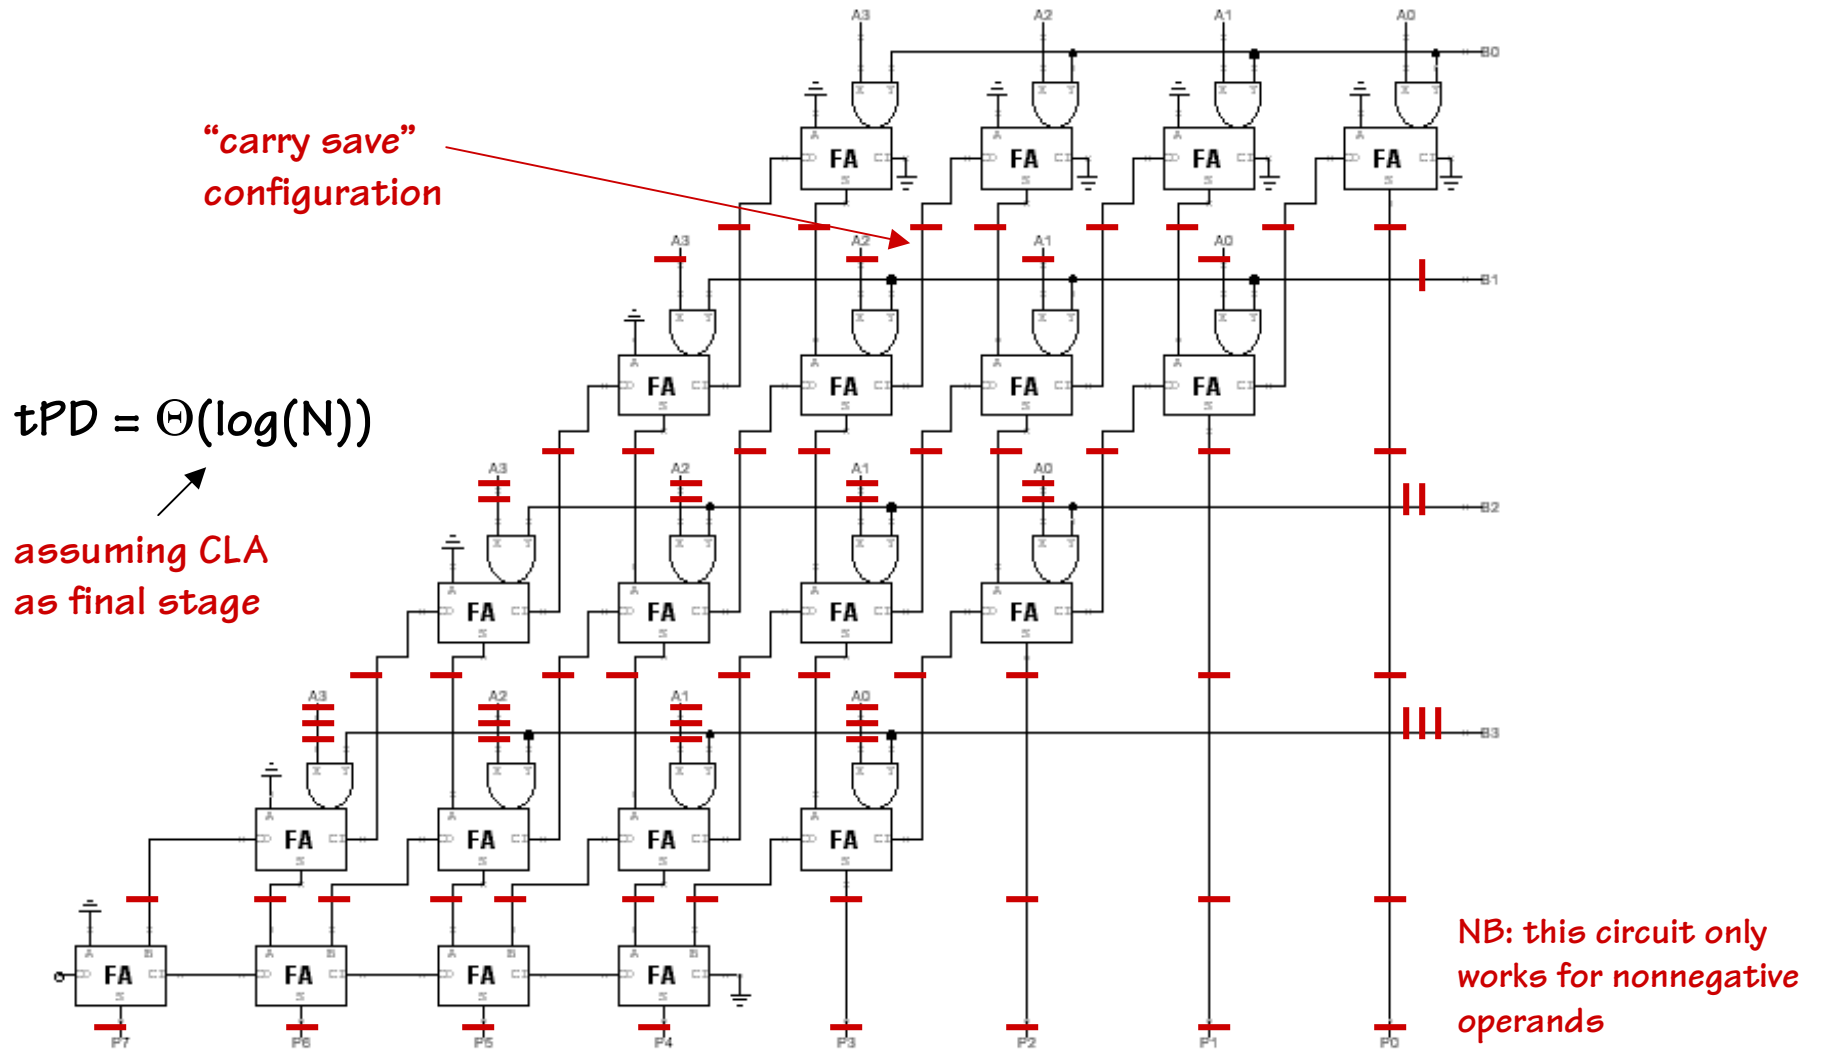 A3 A2 A1 A0
B0
“carry save”
configuration
FA FA FA FA
A3 A2 A1 A0
B1
FA FA FA FA
tPD = Θ(log(N))
assuming CLA
as final stage
A3 A2 A1 A0
B2
FA FA FA FA
A3 A2 A1 A0
B3
FA FA FA FA
NB: this circuit only
works for nonnegative
operands
FA FA FA FA
P7 P6 P5 P4 P3 P2 P1 P0